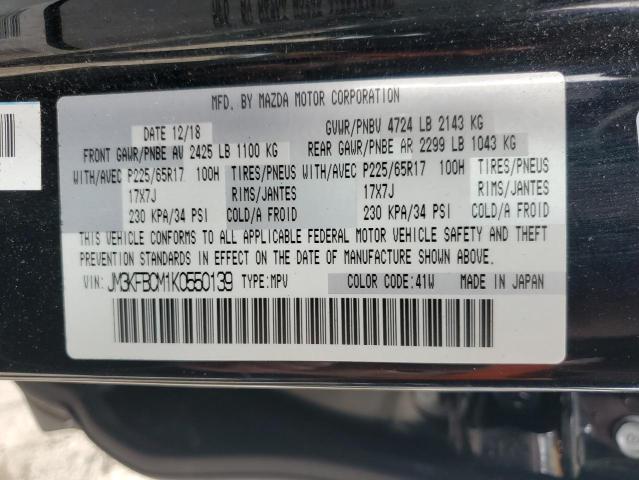 MFD. BY MAZDA MOTOR CORPORATION
DATE 12/18 GVWR/PNBV 4724 LB 2143 KG
FRONT GAWR/PNBE AV 2425 LB 1100 KG REAR GAWR/PNBE AR 2299 LB 1043 KG
WITH/AVEC P225/65R17 100H TIRES/PNEUS WITH/AVEC P225/65R17 100H TIRES/PNEUS
17X7J RIMS/JANTES 17X7J RIMS/JANTES
230 KPA/34 PSI COLD/A FROID 230 KPA/34 PSI COLD/A FROID
THIS VEHICLE CONFORMS TO ALL APPLICABLE FEDERAL MOTOR VEHICLE SAFETY AND THEFT
PREVENTION STANDARDS IN EFFECT ON THE DATE OF MANUFACTURE SHOWN ABOVE.
VIN: JM3KFBCM1K0550139 TYPE:MPV COLOR CODE:41W MADE IN JAPAN